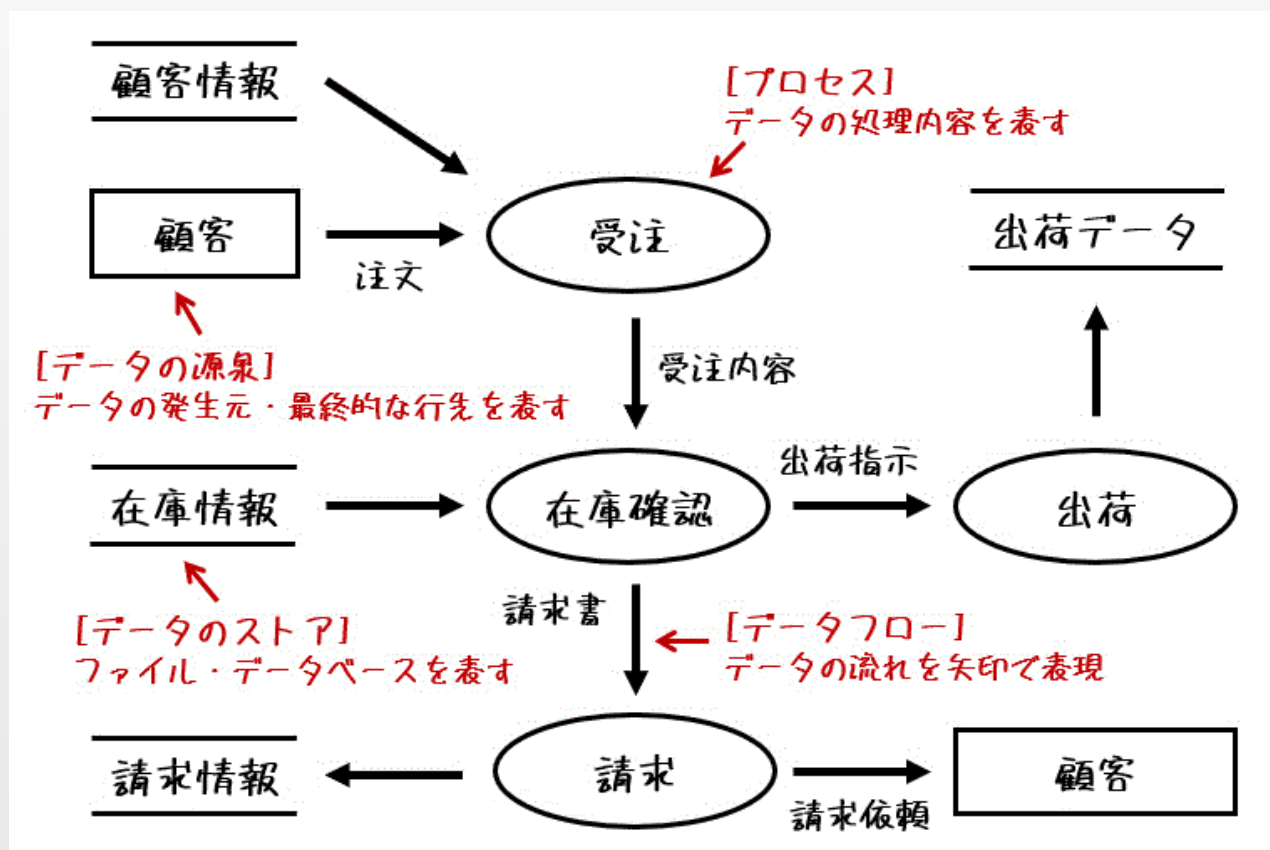 顧客情報
[プロセス]
データの処理内容を表す
顧客
注文
受注
出荷データ
[データの源泉]
データの発生元・最終的な行先を表す
受注内容
在庫情報
在庫確認
出荷指示
出荷
[データのストア]
ファイル・データベースを表す
請求書
[データフロー]
データの流れを矢印で表現
請求情報
請求
請求依頼
顧客